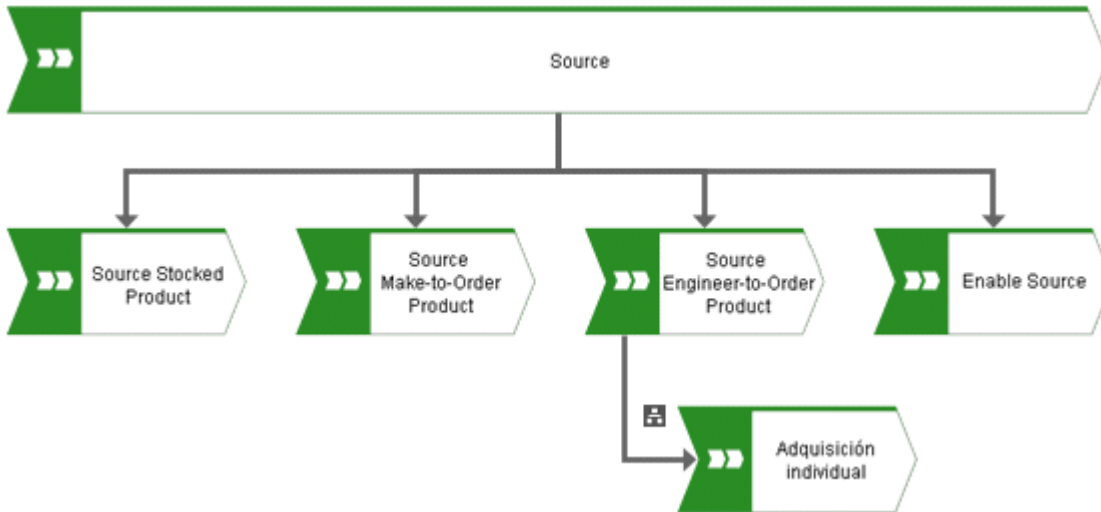 Source
Source Stocked
Product
Source
Make-to-Order
Product
Source
Engineer-to-Order
Product
Enable Source
Adquisición
individual